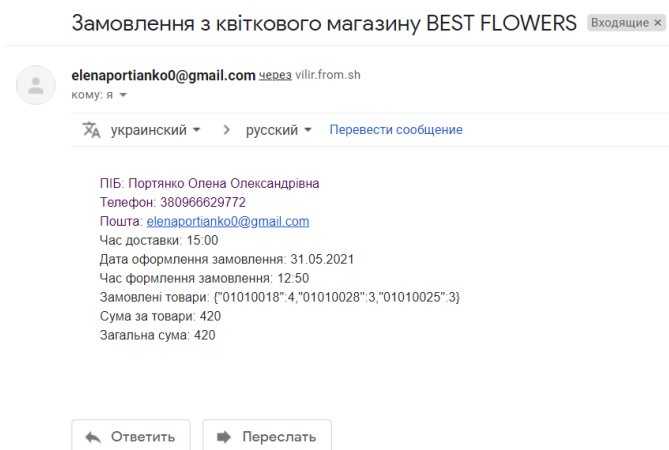 Замовлення з квіткового магазину BEST FLOWERS Входящие ×
elenaportianko0@gmail.com через vilir.from.sh
кому: я
украинский > русский Перевести сообщение
ПІБ: Портянко Олена Олександрівна
Телефон: 380966629772
Пошта: elenaportianko0@gmail.com
Час доставки: 15:00
Дата оформлення замовлення: 31.05.2021
Час формлення замовлення: 12:50
Замовлені товари: {"01010018":4,"01010028":3,"01010025":3}
Сума за товари: 420
Загальна сума: 420
Ответить Переслать